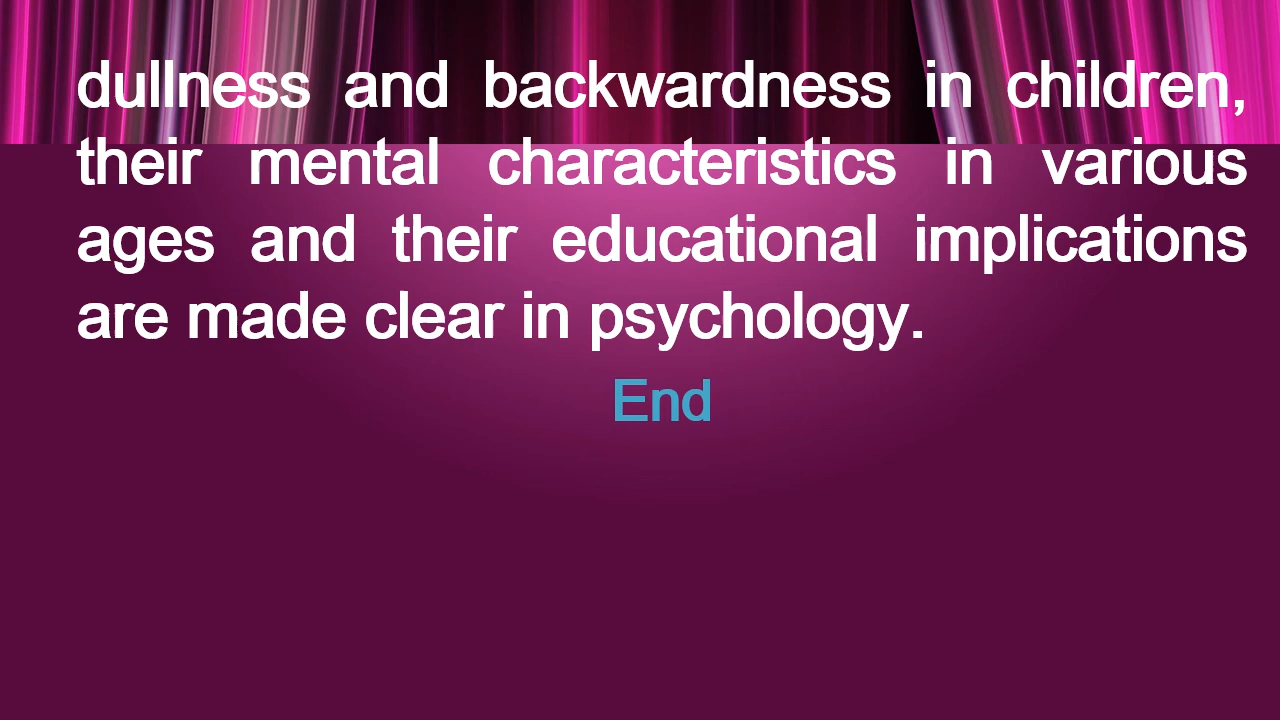 dullness and backwardness in children,
their mental characteristics in various
ages and their educational implications
are made clear in psychology.
End